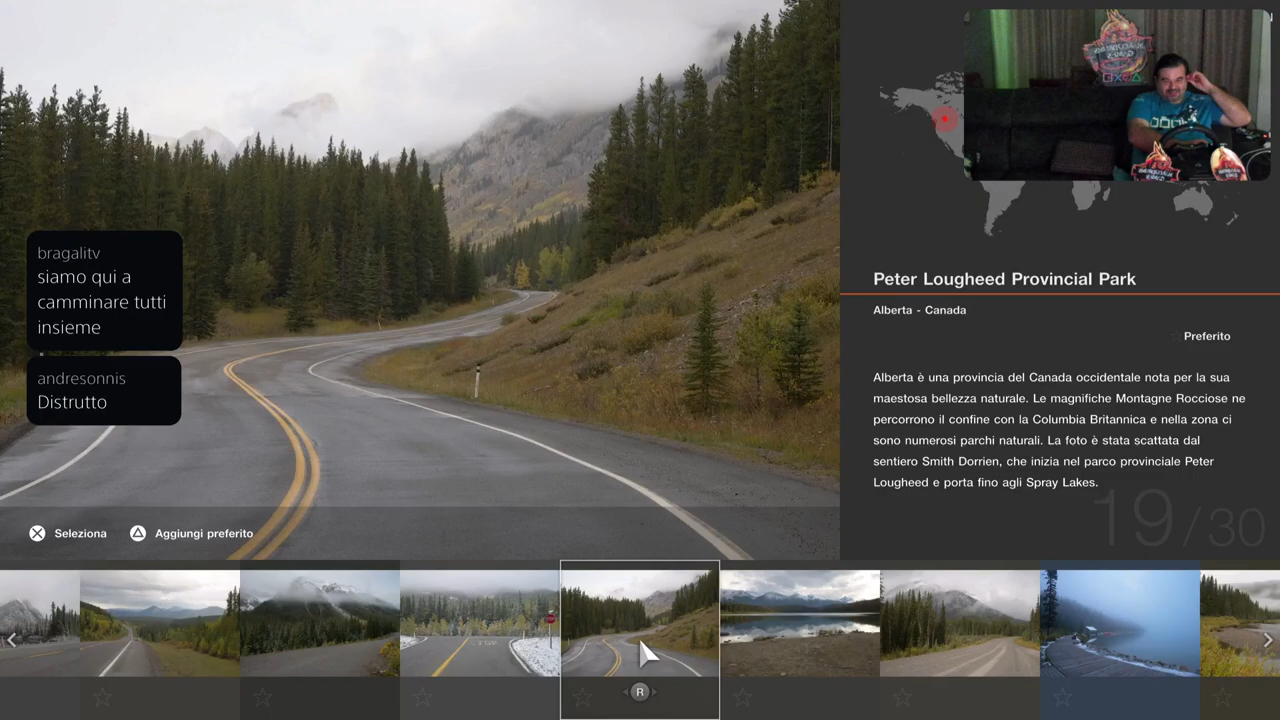 bragalitv
siamo qui a
camminare tutti
insieme
andresonnis
Distrutto
Seleziona
Aggiungi preferito
Peter Lougheed Provincial Park
Alberta - Canada
Preferito
Alberta è una provincia del Canada occidentale nota per la sua
maestosa bellezza naturale. Le magnifiche Montagne Rocciose ne
percorrono il confine con la Columbia Britannica e nella zona ci
sono numerosi parchi naturali. La foto è stata scattata dal
sentiero Smith Dorrien, che inizia nel parco provinciale Peter
Lougheed e porta fino agli Spray Lakes.
19/30
R